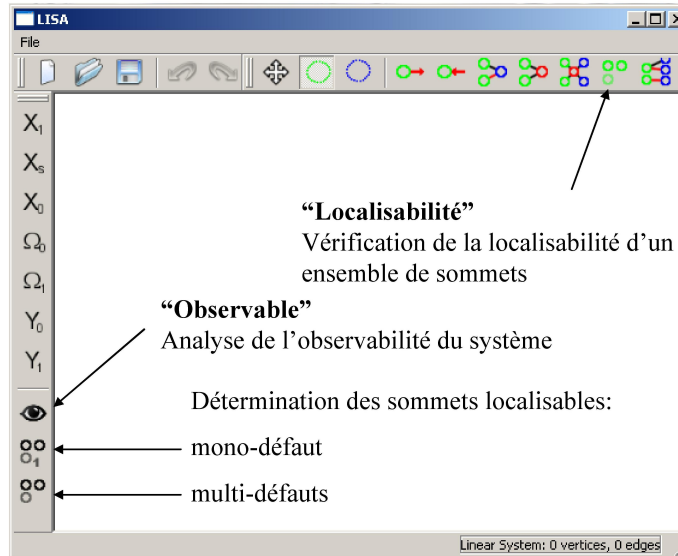 LISA
File
X₁
Xₛ
X₀
Ω₀
Ω₁
Y₀
Y₁
1
“Localisabilité”
Vérification de la localisabilité d’un
ensemble de sommets
“Observable”
Analyse de l’observabilité du système
Détermination des sommets localisables:
mono-défaut
multi-défauts
Linear System: 0 vertices, 0 edges